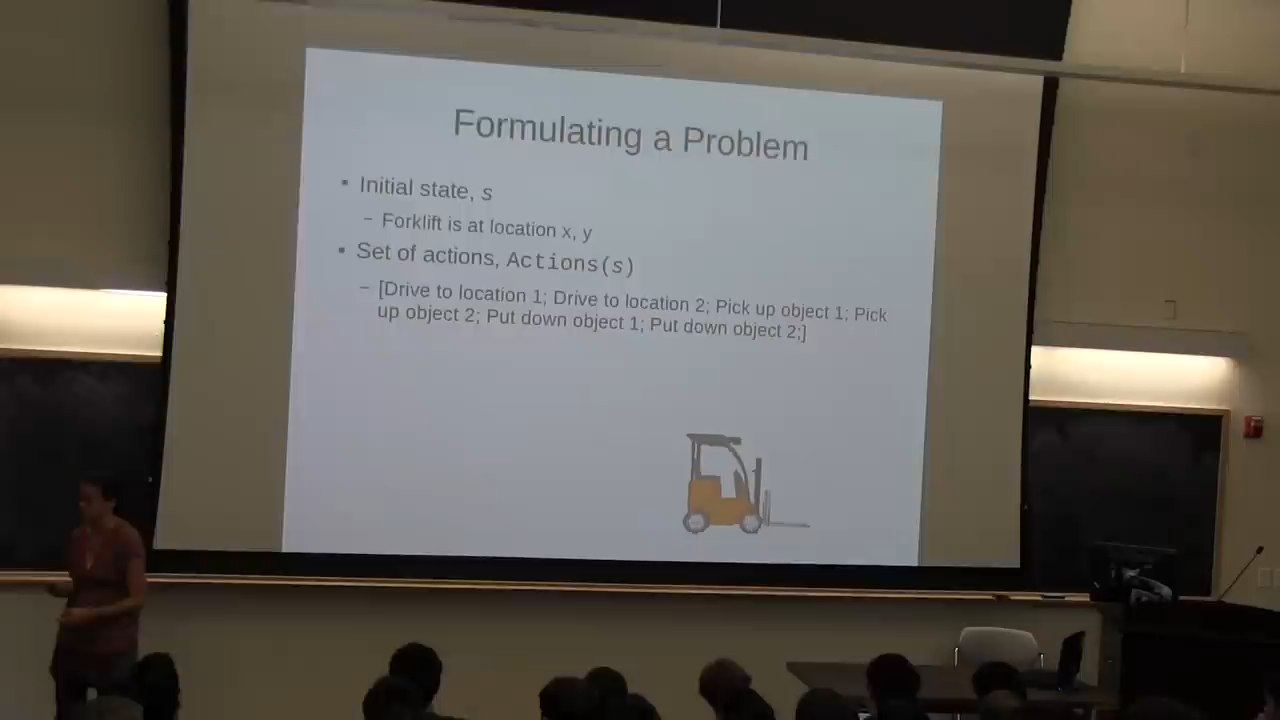 Formulating a Problem
▪ Initial state, s
– Forklift is at location x, y
▪ Set of actions, Actions(s)
– [Drive to location 1; Drive to location 2; Pick up object 1; Pick
up object 2; Put down object 1; Put down object 2;]